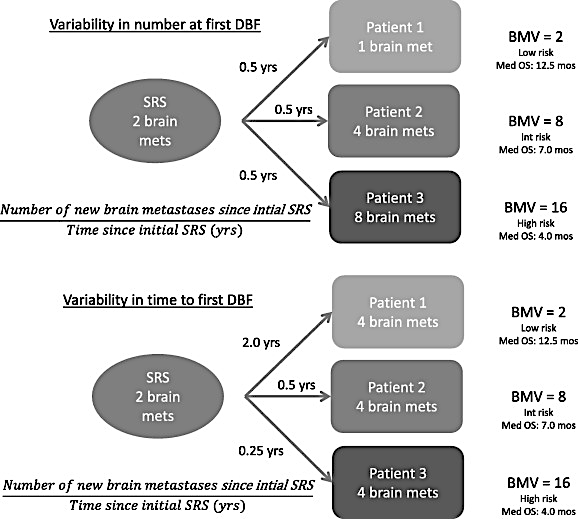 Variability in number at first DBF
Patient 1
1 brain met
BMV = 2
Low risk
Med OS: 12.5 mos
0.5 yrs
SRS
2 brain
mets
0.5 yrs
Patient 2
4 brain mets
BMV = 8
Int risk
Med OS: 7.0 mos
0.5 yrs
Patient 3
8 brain mets
BMV = 16
High risk
Med OS: 4.0 mos
Number of new brain metastases since intial SRS
Time since initial SRS (yrs)
Variability in time to first DBF
Patient 1
4 brain mets
BMV = 2
Low risk
Med OS: 12.5 mos
2.0 yrs
SRS
2 brain
mets
0.5 yrs
Patient 2
4 brain mets
BMV = 8
Int risk
Med OS: 7.0 mos
0.25 yrs
Patient 3
4 brain mets
BMV = 16
High risk
Med OS: 4.0 mos
Number of new brain metastases since intial SRS
Time since initial SRS (yrs)